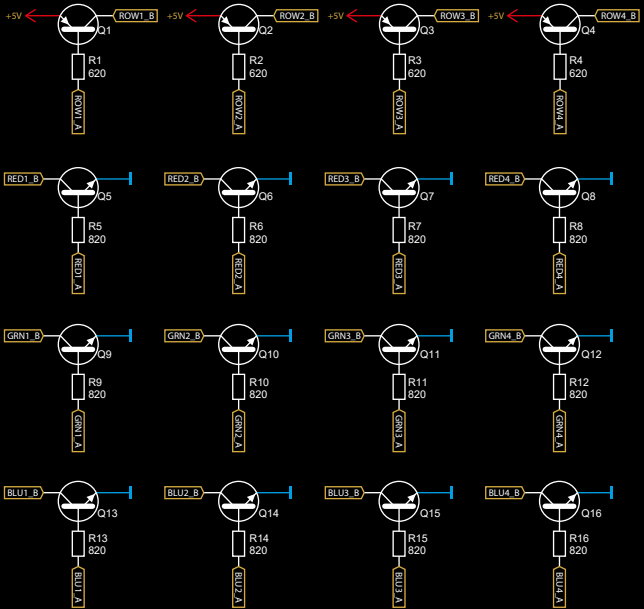 +5V ROW1_B +5V ROW2_B +5V ROW3_B +5V ROW4_B
Q1 Q2 Q3 Q4
R1 R2 R3 R4
620 620 620 620
ROW1_A ROW2_A ROW3_A ROW4_A
RED1_B RED2_B RED3_B RED4_B
Q5 Q6 Q7 Q8
R5 R6 R7 R8
820 820 820 820
RED1_A RED2_A RED3_A RED4_A
GRN1_B GRN2_B GRN3_B GRN4_B
Q9 Q10 Q11 Q12
R9 R10 R11 R12
820 820 820 820
GRN1_A GRN2_A GRN3_A GRN4_A
BLU1_B BLU2_B BLU3_B BLU4_B
Q13 Q14 Q15 Q16
R13 R14 R15 R16
820 820 820 820
BLU1_A BLU2_A BLU3_A BLU4_A